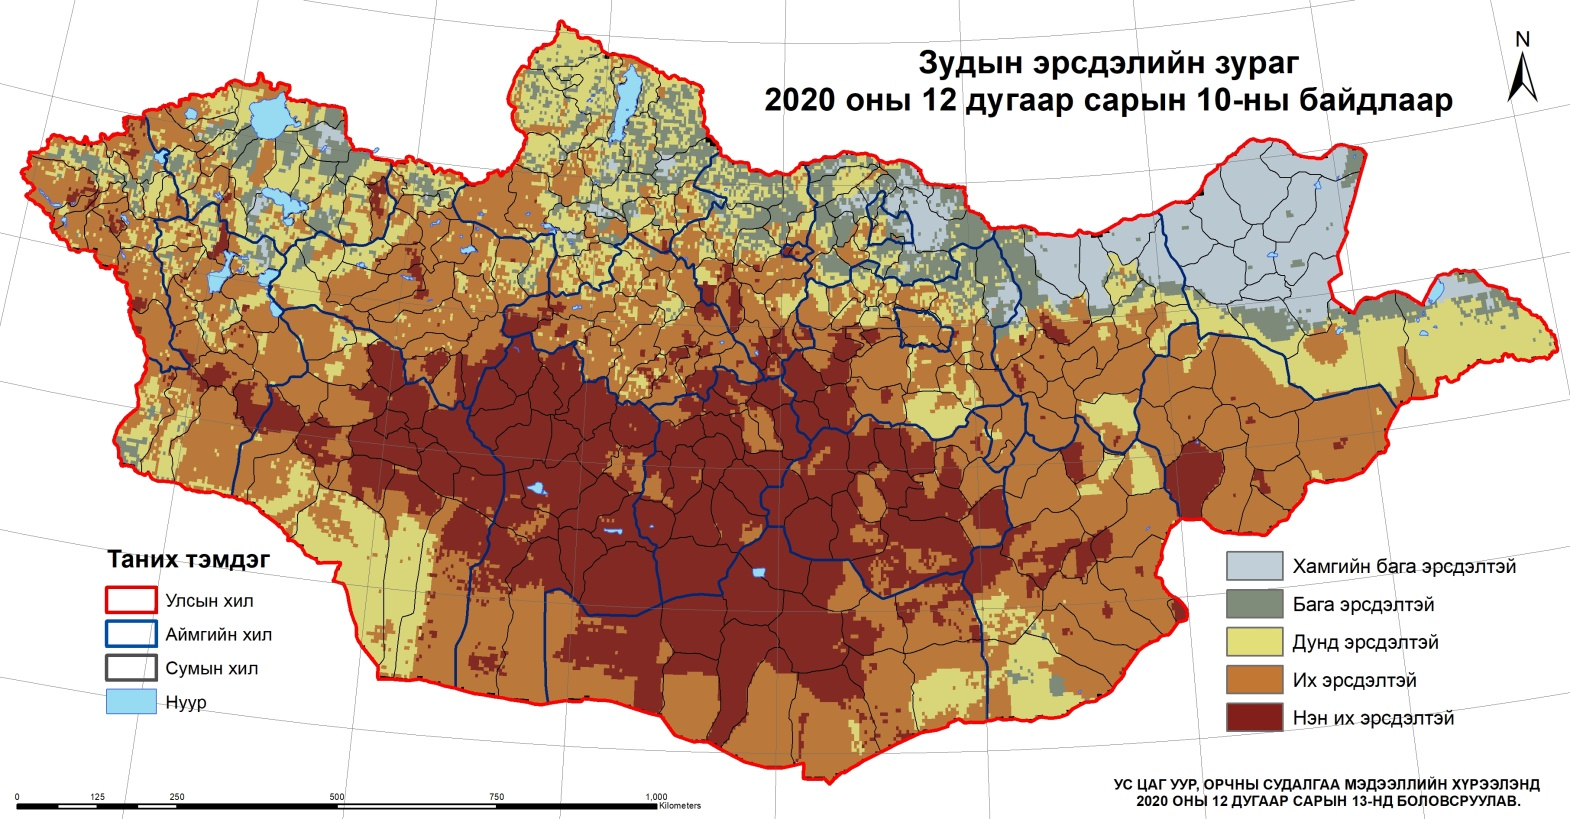 Зудын эрсдэлийн зураг
2020 оны 12 дугаар сарын 10-ны байдлаар
N
Таних тэмдэг
Улсын хил
Аймгийн хил
Сумын хил
Нуур
Хамгийн бага эрсдэлтэй
Бага эрсдэлтэй
Дунд эрсдэлтэй
Их эрсдэлтэй
Нэн их эрсдэлтэй
0 125 250 500 750 1,000
Kilometers
УС ЦАГ УУР, ОРЧНЫ СУДАЛГАА МЭДЭЭЛЛИЙН ХҮРЭЭЛЭНД
2020 ОНЫ 12 ДУГААР САРЫН 13-НД БОЛОВСРУУЛАВ.